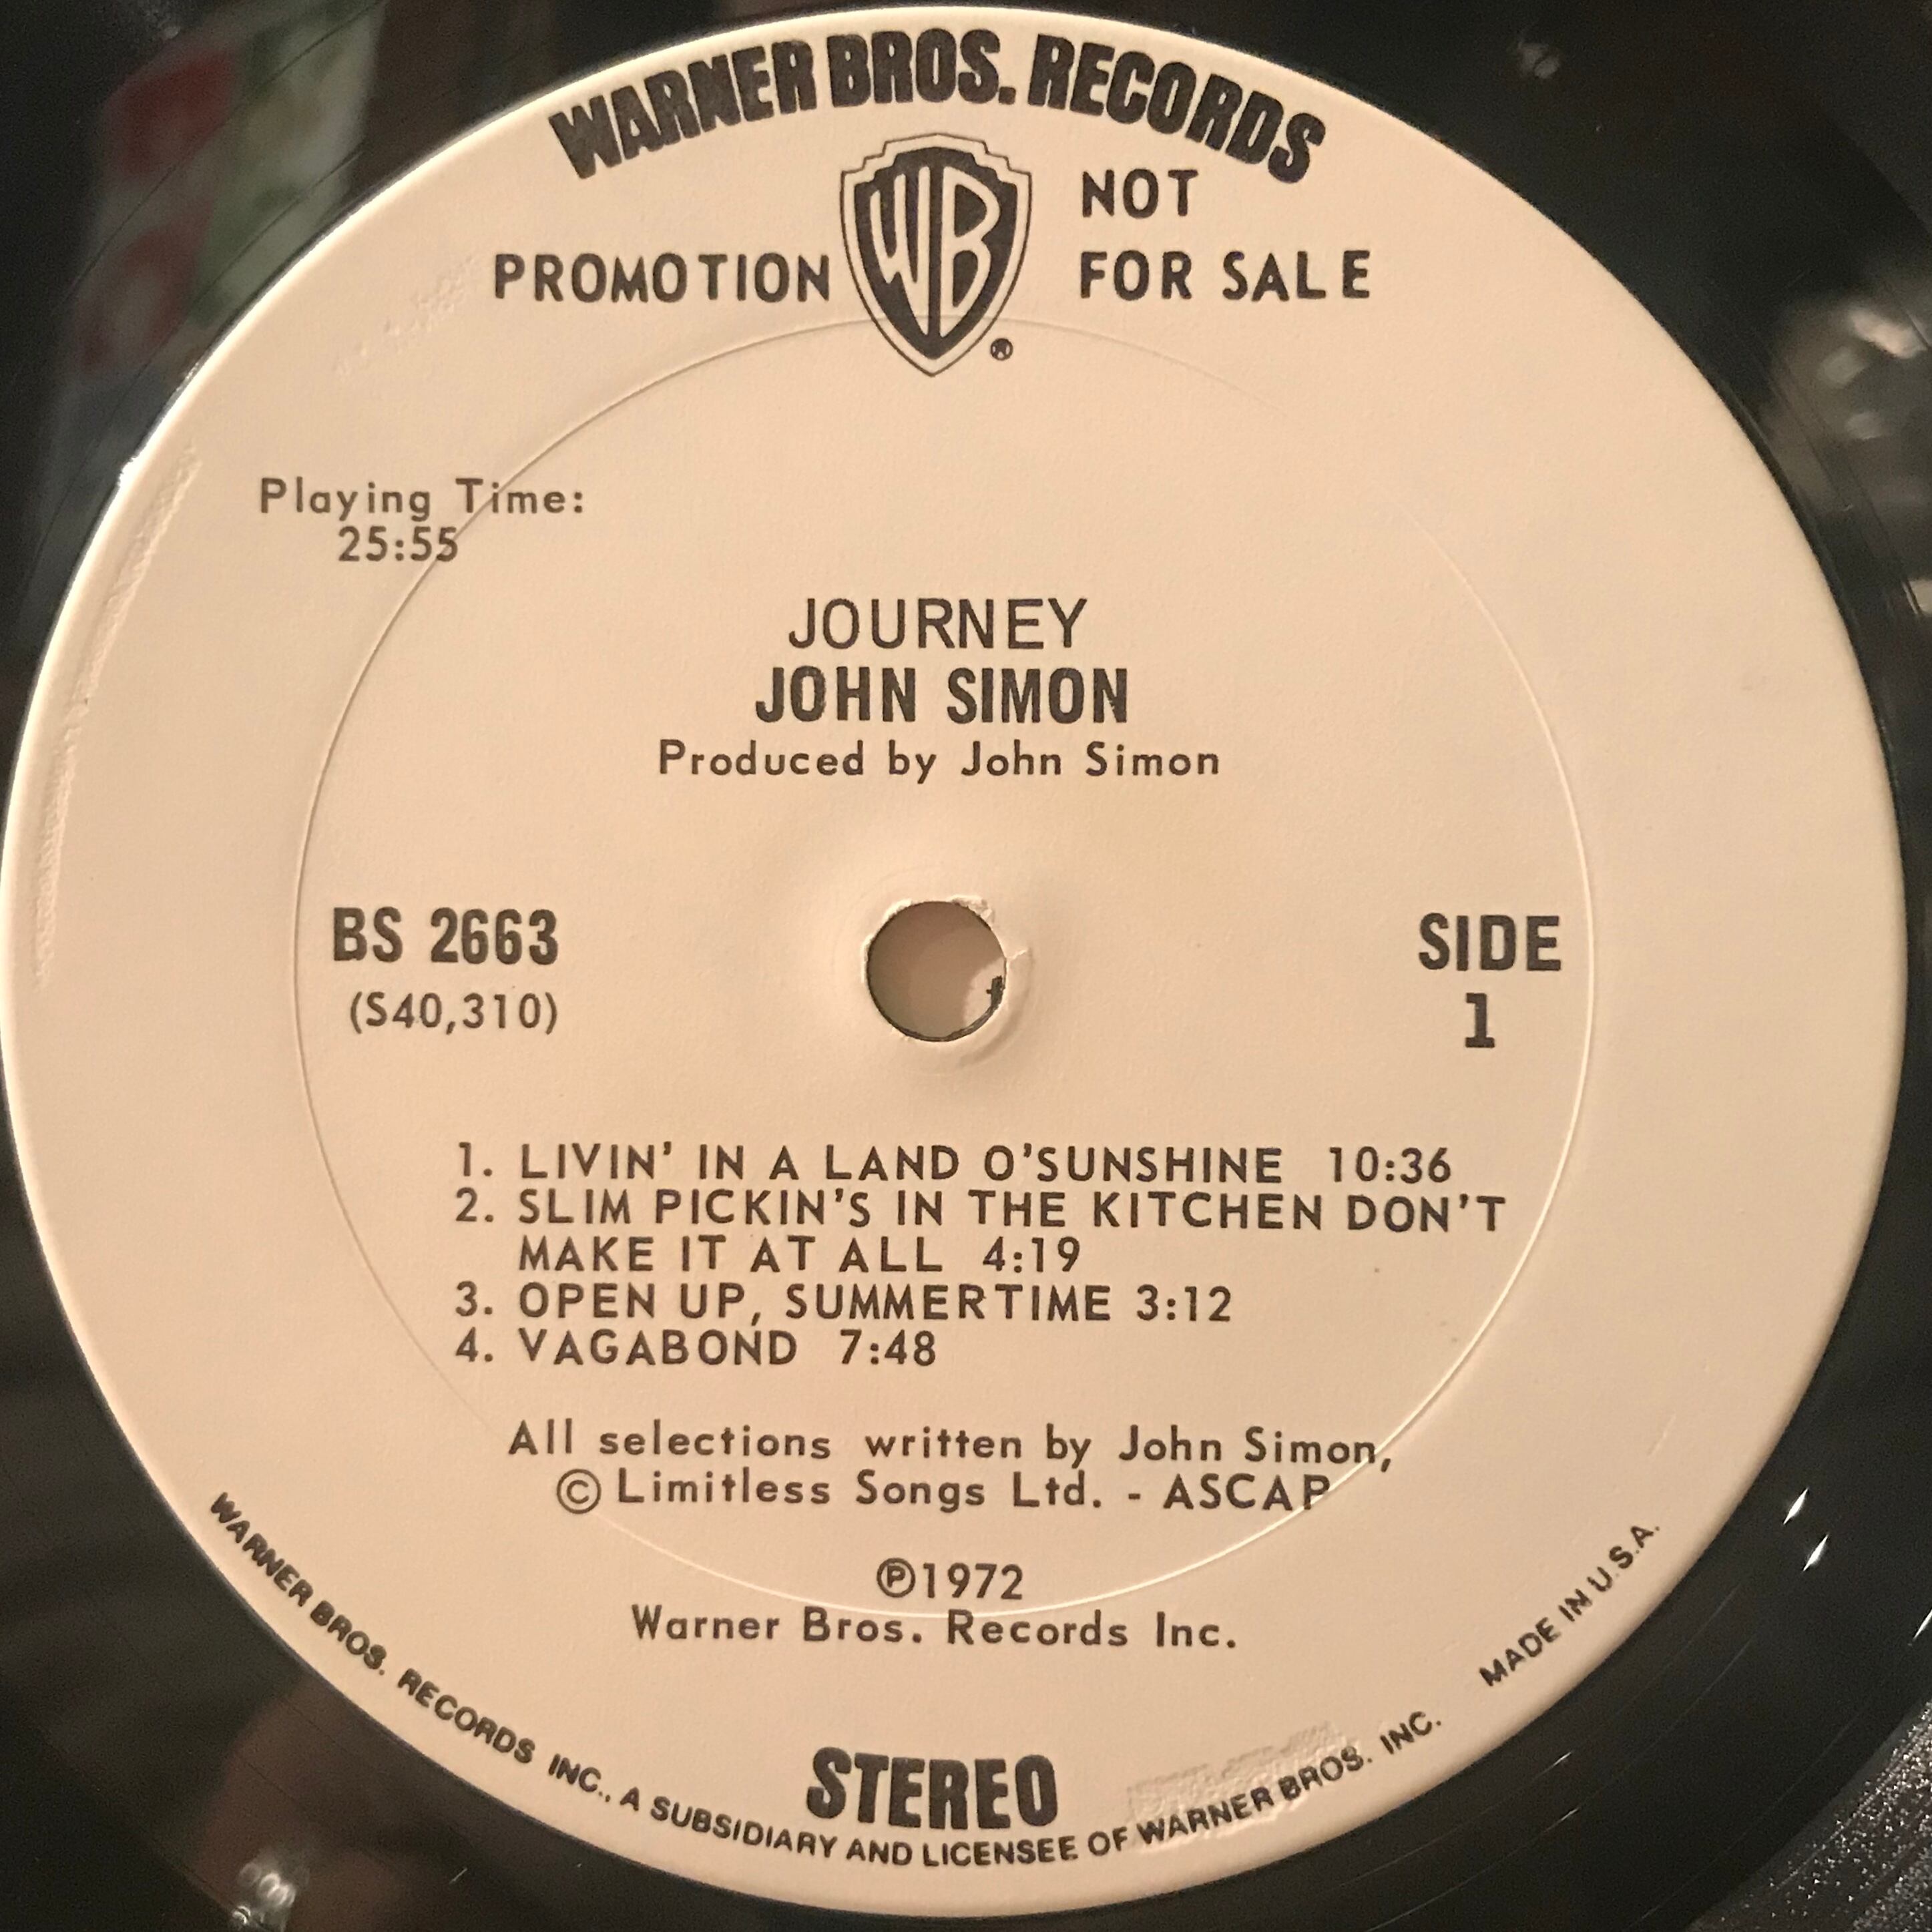 WARNER BROS. RECORDS
WB
®
NOT
PROMOTION FOR SALE
Playing Time:
25:55
JOURNEY
JOHN SIMON
Produced by John Simon
BS 2663
(S40,310)
SIDE
1
1. LIVIN' IN A LAND O'SUNSHINE 10:36
2. SLIM PICKIN'S IN THE KITCHEN DON'T
MAKE IT AT ALL 4:19
3. OPEN UP, SUMMERTIME 3:12
4. VAGABOND 7:48
All selections written by John Simon,
© Limitless Songs Ltd. - ASCAP
℗1972
Warner Bros. Records Inc.
STEREO
WARNER BROS. RECORDS INC., A SUBSIDIARY AND LICENSEE OF WARNER BROS. INC.
MADE IN U.S.A.